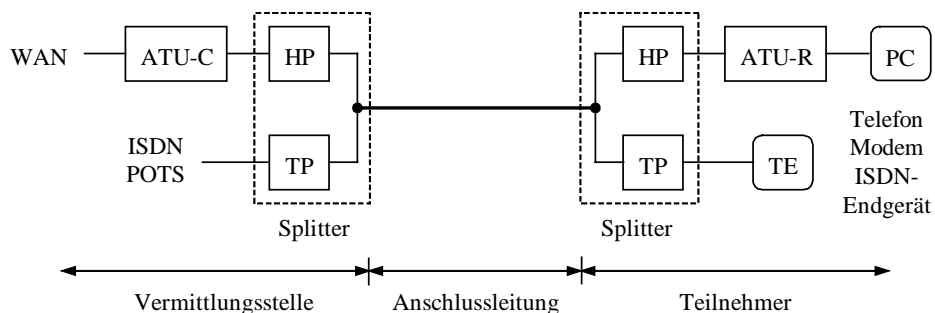 WAN
ATU-C
HP
HP
ATU-R
PC
ISDN
POTS
TP
TP
TE
Telefon
Modem
ISDN-
Endgerät
Splitter
Splitter
Vermittlungsstelle
Anschlussleitung
Teilnehmer